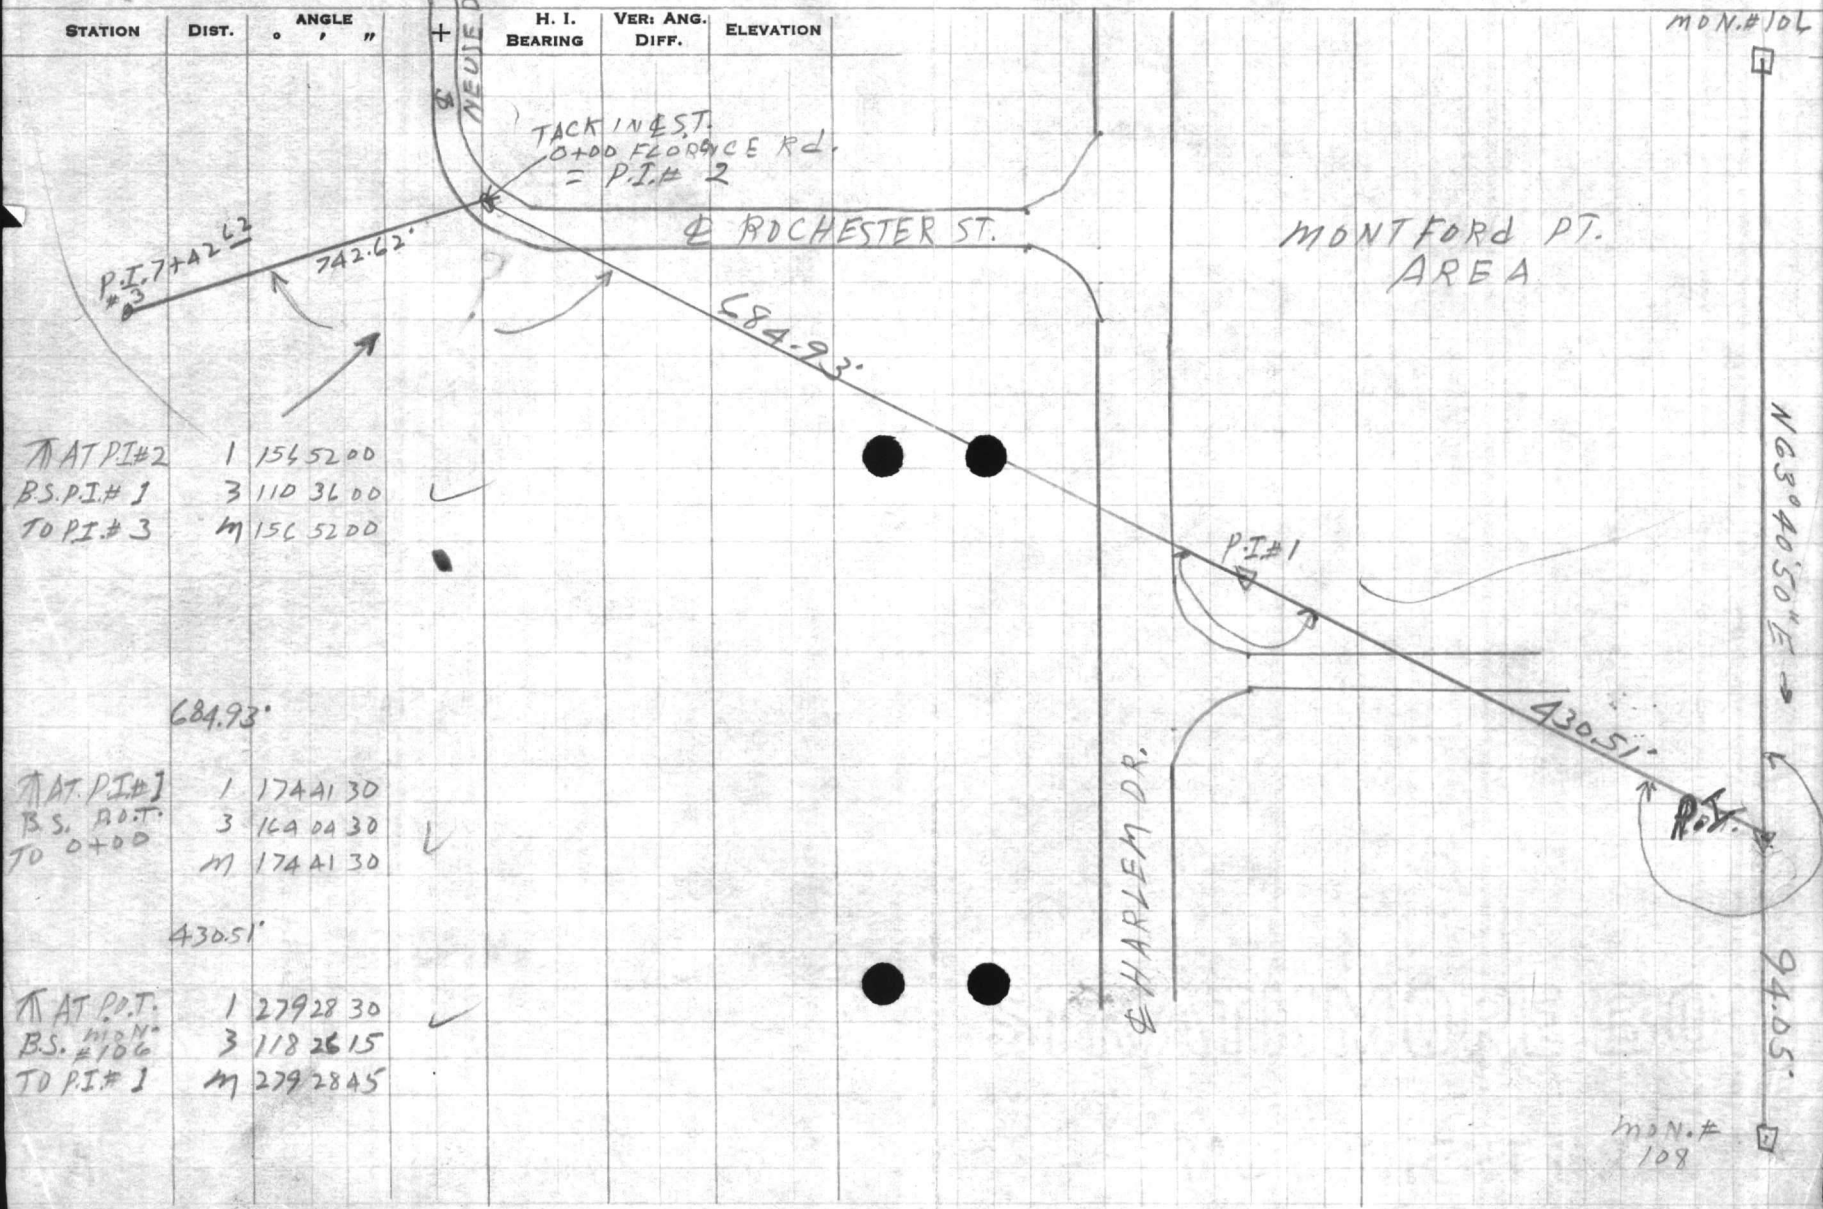 STATION DIST. ANGLE ° ' " + H. I. BEARING VER: ANG. DIFF. ELEVATION
MON.#106
NEUSE D
TACK IN ℄ ST.
0+00 FLORENCE Rd.
= P.I.# 2
℄ ROCHESTER ST.
MONTFORd PT.
AREA
P.I. 7+42 62
# 3
742.62'
684.93'
π AT P.I#2 1 156 52 00
B.S. P.I.# 1 3 110 36 00
TO P.I.# 3 M 156 52 00
N63°40'50"E →
P.I#1
684.93'
430.51'
π AT P.I#1 1 174 41 30
B.S. P.O.T. 3 164 04 30
TO 0+00 M 174 41 30
P.O.T.
℄ HARLEM DR.
430.51'
94.05'
π AT P.O.T. 1 279 28 30
B.S. MON. #106 3 118 26 15
TO P.I.# 1 M 279 28 45
MON.#
108